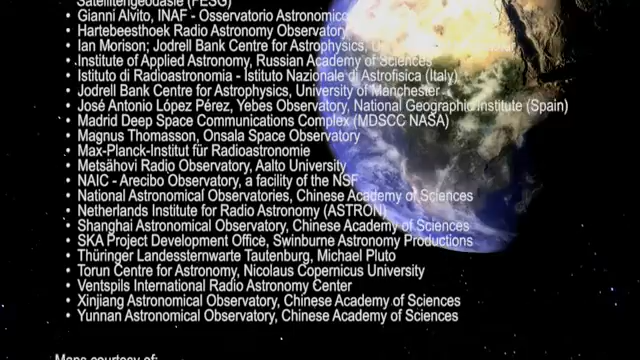 Satellitengeodäsie (FESG)
• Gianni Alvito, INAF - Osservatorio Astronomico
• Hartebeesthoek Radio Astronomy Observatory
• Ian Morison; Jodrell Bank Centre for Astrophysics,
• Institute of Applied Astronomy, Russian Academy of Sciences
• Istituto di Radioastronomia - Istituto Nazionale di Astrofisica (Italy)
• Jodrell Bank Centre for Astrophysics, University of Manchester
• José Antonio López Pérez, Yebes Observatory, National Geographic Institute (Spain)
• Madrid Deep Space Communications Complex (MDSCC NASA)
• Magnus Thomasson, Onsala Space Observatory
• Max-Planck-Institut für Radioastronomie
• Metsähovi Radio Observatory, Aalto University
• NAIC - Arecibo Observatory, a facility of the NSF
• National Astronomical Observatories, Chinese Academy of Sciences
• Netherlands Institute for Radio Astronomy (ASTRON)
• Shanghai Astronomical Observatory, Chinese Academy of Sciences
• SKA Project Development Office, Swinburne Astronomy Productions
• Thüringer Landessternwarte Tautenburg, Michael Pluto
• Torun Centre for Astronomy, Nicolaus Copernicus University
• Ventspils International Radio Astronomy Center
• Xinjiang Astronomical Observatory, Chinese Academy of Sciences
• Yunnan Astronomical Observatory, Chinese Academy of Sciences
Maps courtesy of: